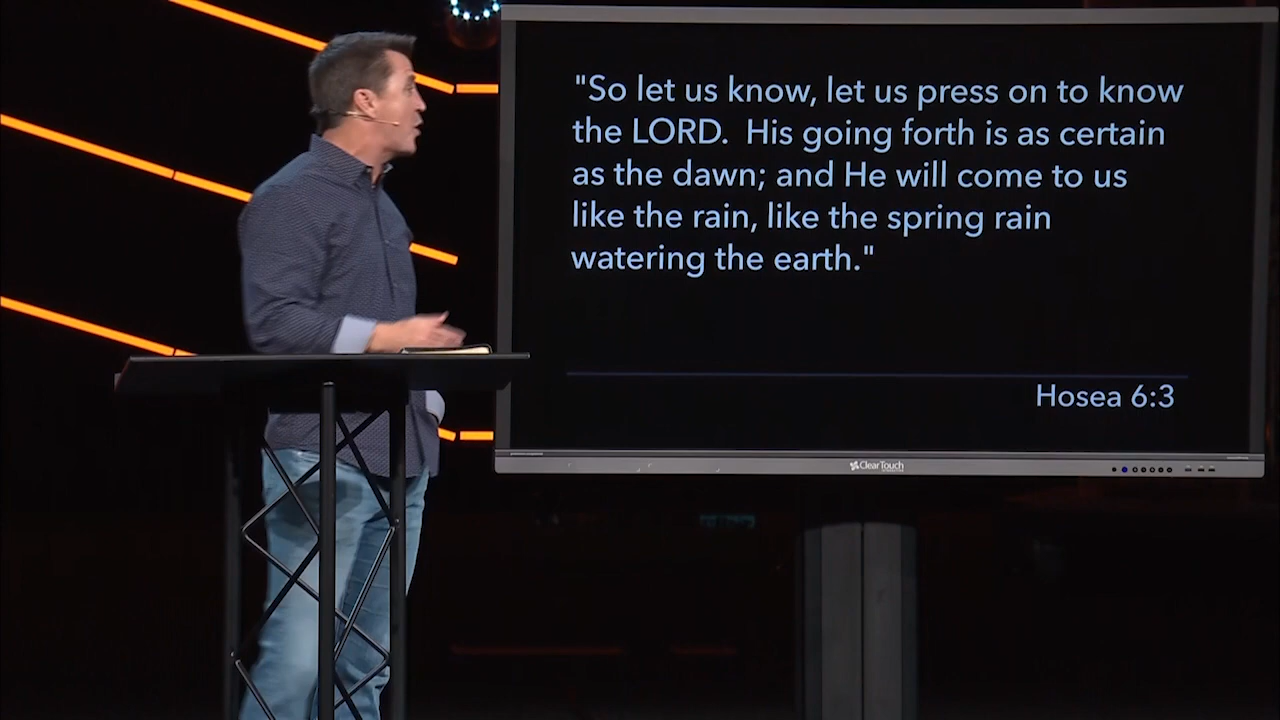 "So let us know, let us press on to know
the LORD.  His going forth is as certain
as the dawn; and He will come to us
like the rain, like the spring rain
watering the earth."
Hosea 6:3
ClearTouch